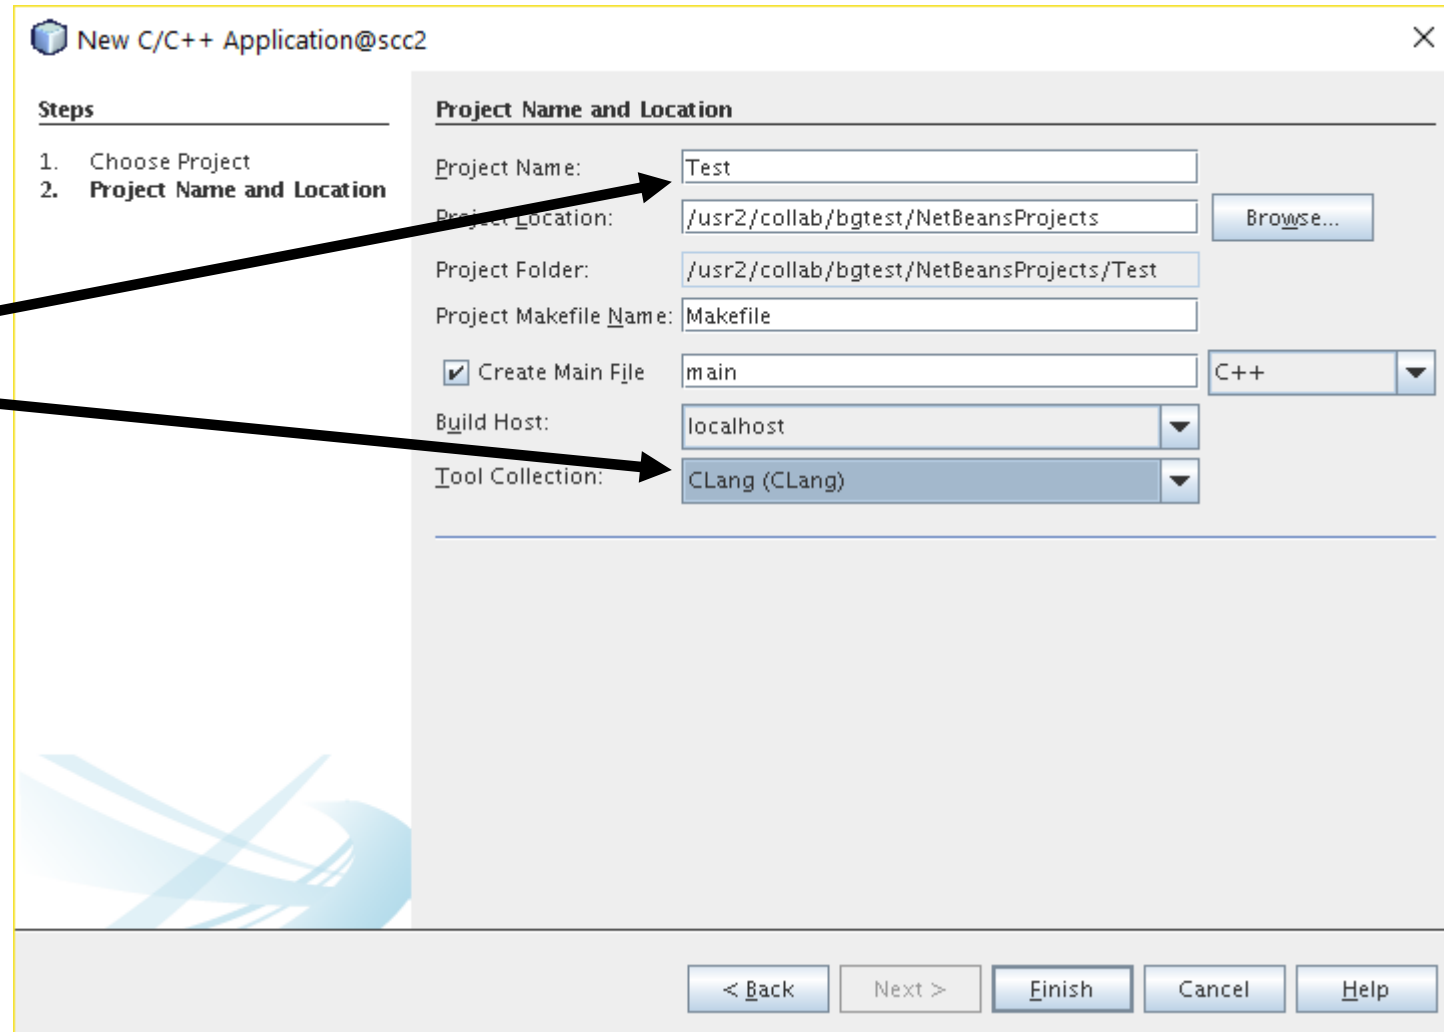 New C/C++ Application@scc2
Steps
1. Choose Project
2. Project Name and Location
Project Name and Location
Project Name: Test
Project Location: /usr2/collab/bgtest/NetBeansProjects Browse...
Project Folder: /usr2/collab/bgtest/NetBeansProjects/Test
Project Makefile Name: Makefile
Create Main File main C++
Build Host: localhost
Tool Collection: CLang (CLang)
< Back Next > Finish Cancel Help